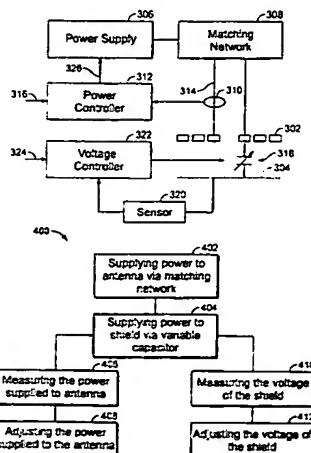 306
308
Power Supply
Matching Network
326
312
314
310
316
Power Controller
302
322
324
Voltage Controller
318
304
320
Sensor
400
402
Supplying power to antenna via matching network
404
Supplying power to shield via variable capacitor
406
410
Measuring the power supplied to antenna
Measuring the voltage of the shield
408
412
Adjusting the power supplied to the antenna
Adjusting the voltage of the shield